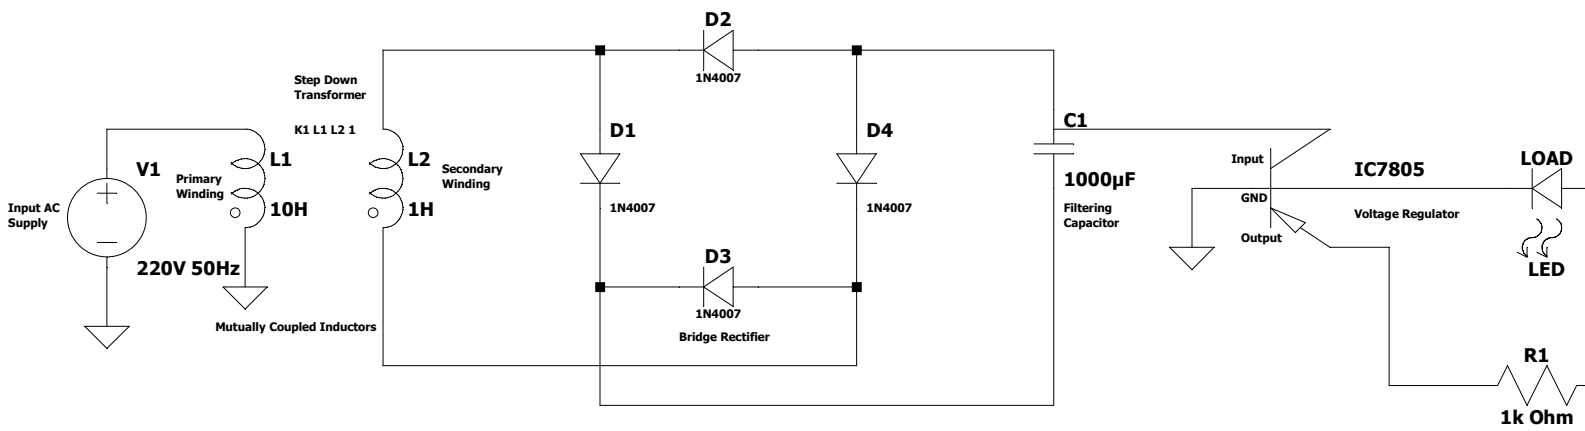 D2
1N4007
Step Down
Transformer
K1 L1 L2 1
V1
Input AC
Supply
220V 50Hz
Primary
Winding
L1
10H
L2
1H
Secondary
Winding
Mutually Coupled Inductors
D1
1N4007
D4
1N4007
D3
1N4007
Bridge Rectifier
C1
1000µF
Filtering
Capacitor
Input
GND
Output
IC7805
Voltage Regulator
LOAD
LED
R1
1k Ohm